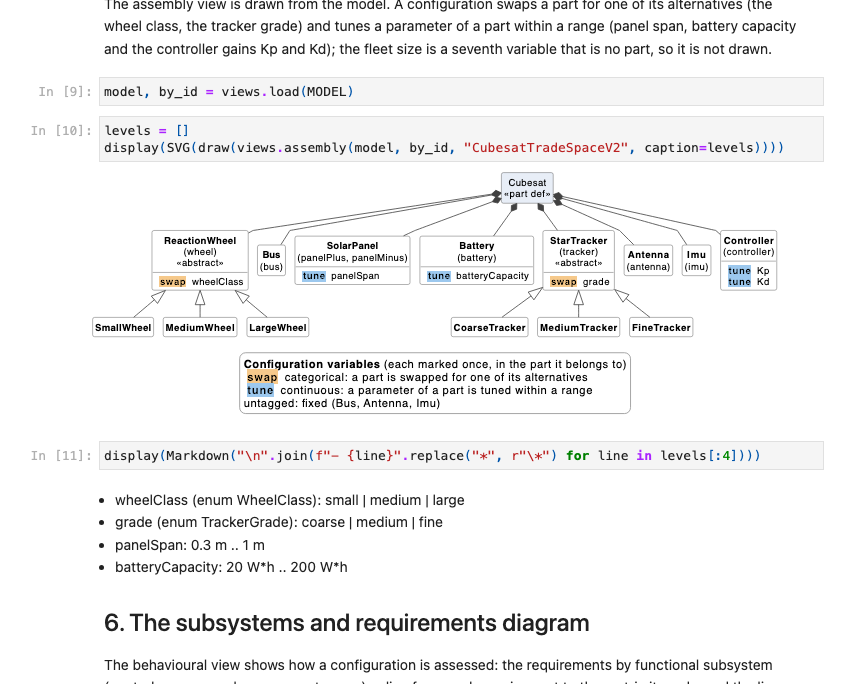 The assembly view is drawn from the model. A configuration swaps a part for one of its alternatives (the
wheel class, the tracker grade) and tunes a parameter of a part within a range (panel span, battery capacity
and the controller gains Kp and Kd); the fleet size is a seventh variable that is no part, so it is not drawn.
In [9]: model, by_id = views.load(MODEL)
In [10]: levels = []
display(SVG(draw(views.assembly(model, by_id, "CubesatTradeSpaceV2", caption=levels))))
Cubesat
«part def»
ReactionWheel
(wheel)
«abstract»
swap wheelClass
Bus
(bus)
SolarPanel
(panelPlus, panelMinus)
tune panelSpan
Battery
(battery)
tune batteryCapacity
StarTracker
(tracker)
«abstract»
swap grade
Antenna
(antenna)
Imu
(imu)
Controller
(controller)
tune Kp
tune Kd
SmallWheel
MediumWheel
LargeWheel
CoarseTracker
MediumTracker
FineTracker
Configuration variables (each marked once, in the part it belongs to)
swap categorical: a part is swapped for one of its alternatives
tune continuous: a parameter of a part is tuned within a range
untagged: fixed (Bus, Antenna, Imu)
In [11]: display(Markdown("\n".join(f"- {line}".replace("*", r"\*") for line in levels[:4])))
• wheelClass (enum WheelClass): small | medium | large
• grade (enum TrackerGrade): coarse | medium | fine
• panelSpan: 0.3 m .. 1 m
• batteryCapacity: 20 W*h .. 200 W*h
6. The subsystems and requirements diagram
The behavioural view shows how a configuration is assessed: the requirements by functional subsystem